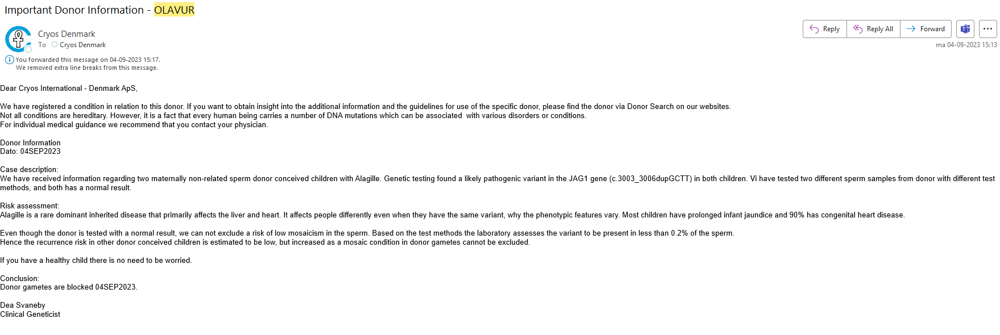 Important Donor Information - OLAVUR
Cryos Denmark
To Cryos Denmark
Reply
Reply All
Forward
ma 04-09-2023 15:13
You forwarded this message on 04-09-2023 15:17.
We removed extra line breaks from this message.
Dear Cryos International - Denmark ApS,
We have registered a condition in relation to this donor. If you want to obtain insight into the additional information and the guidelines for use of the specific donor, please find the donor via Donor Search on our websites.
Not all conditions are hereditary. However, it is a fact that every human being carries a number of DNA mutations which can be associated  with various disorders or conditions.
For individual medical guidance we recommend that you contact your physician.
Donor Information
Dato: 04SEP2023
Case description:
We have received information regarding two maternally non-related sperm donor conceived children with Alagille. Genetic testing found a likely pathogenic variant in the JAG1 gene (c.3003_3006dupGCTT) in both children. Vi have tested two different sperm samples from donor with different test
methods, and both has a normal result.
Risk assessment:
Alagille is a rare dominant inherited disease that primarily affects the liver and heart. It affects people differently even when they have the same variant, why the phenotypic features vary. Most children have prolonged infant jaundice and 90% has congenital heart disease.
Even though the donor is tested with a normal result, we can not exclude a risk of low mosaicism in the sperm. Based on the test methods the laboratory assesses the variant to be present in less than 0.2% of the sperm.
Hence the recurrence risk in other donor conceived children is estimated to be low, but increased as a mosaic condition in donor gametes cannot be excluded.
If you have a healthy child there is no need to be worried.
Conclusion:
Donor gametes are blocked 04SEP2023.
Dea Svaneby
Clinical Geneticist